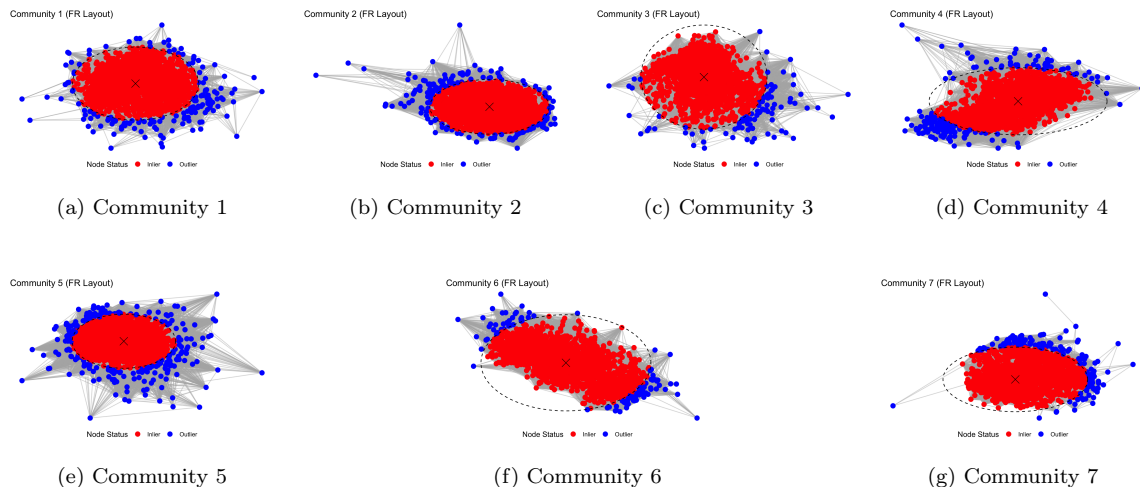 Community 1 (FR Layout)
Node Status Inlier Outlier
(a) Community 1
Community 2 (FR Layout)
Node Status Inlier Outlier
(b) Community 2
Community 3 (FR Layout)
Node Status Inlier Outlier
(c) Community 3
Community 4 (FR Layout)
Node Status Inlier Outlier
(d) Community 4
Community 5 (FR Layout)
Node Status Inlier Outlier
(e) Community 5
Community 6 (FR Layout)
Node Status Inlier Outlier
(f) Community 6
Community 7 (FR Layout)
Node Status Inlier Outlier
(g) Community 7